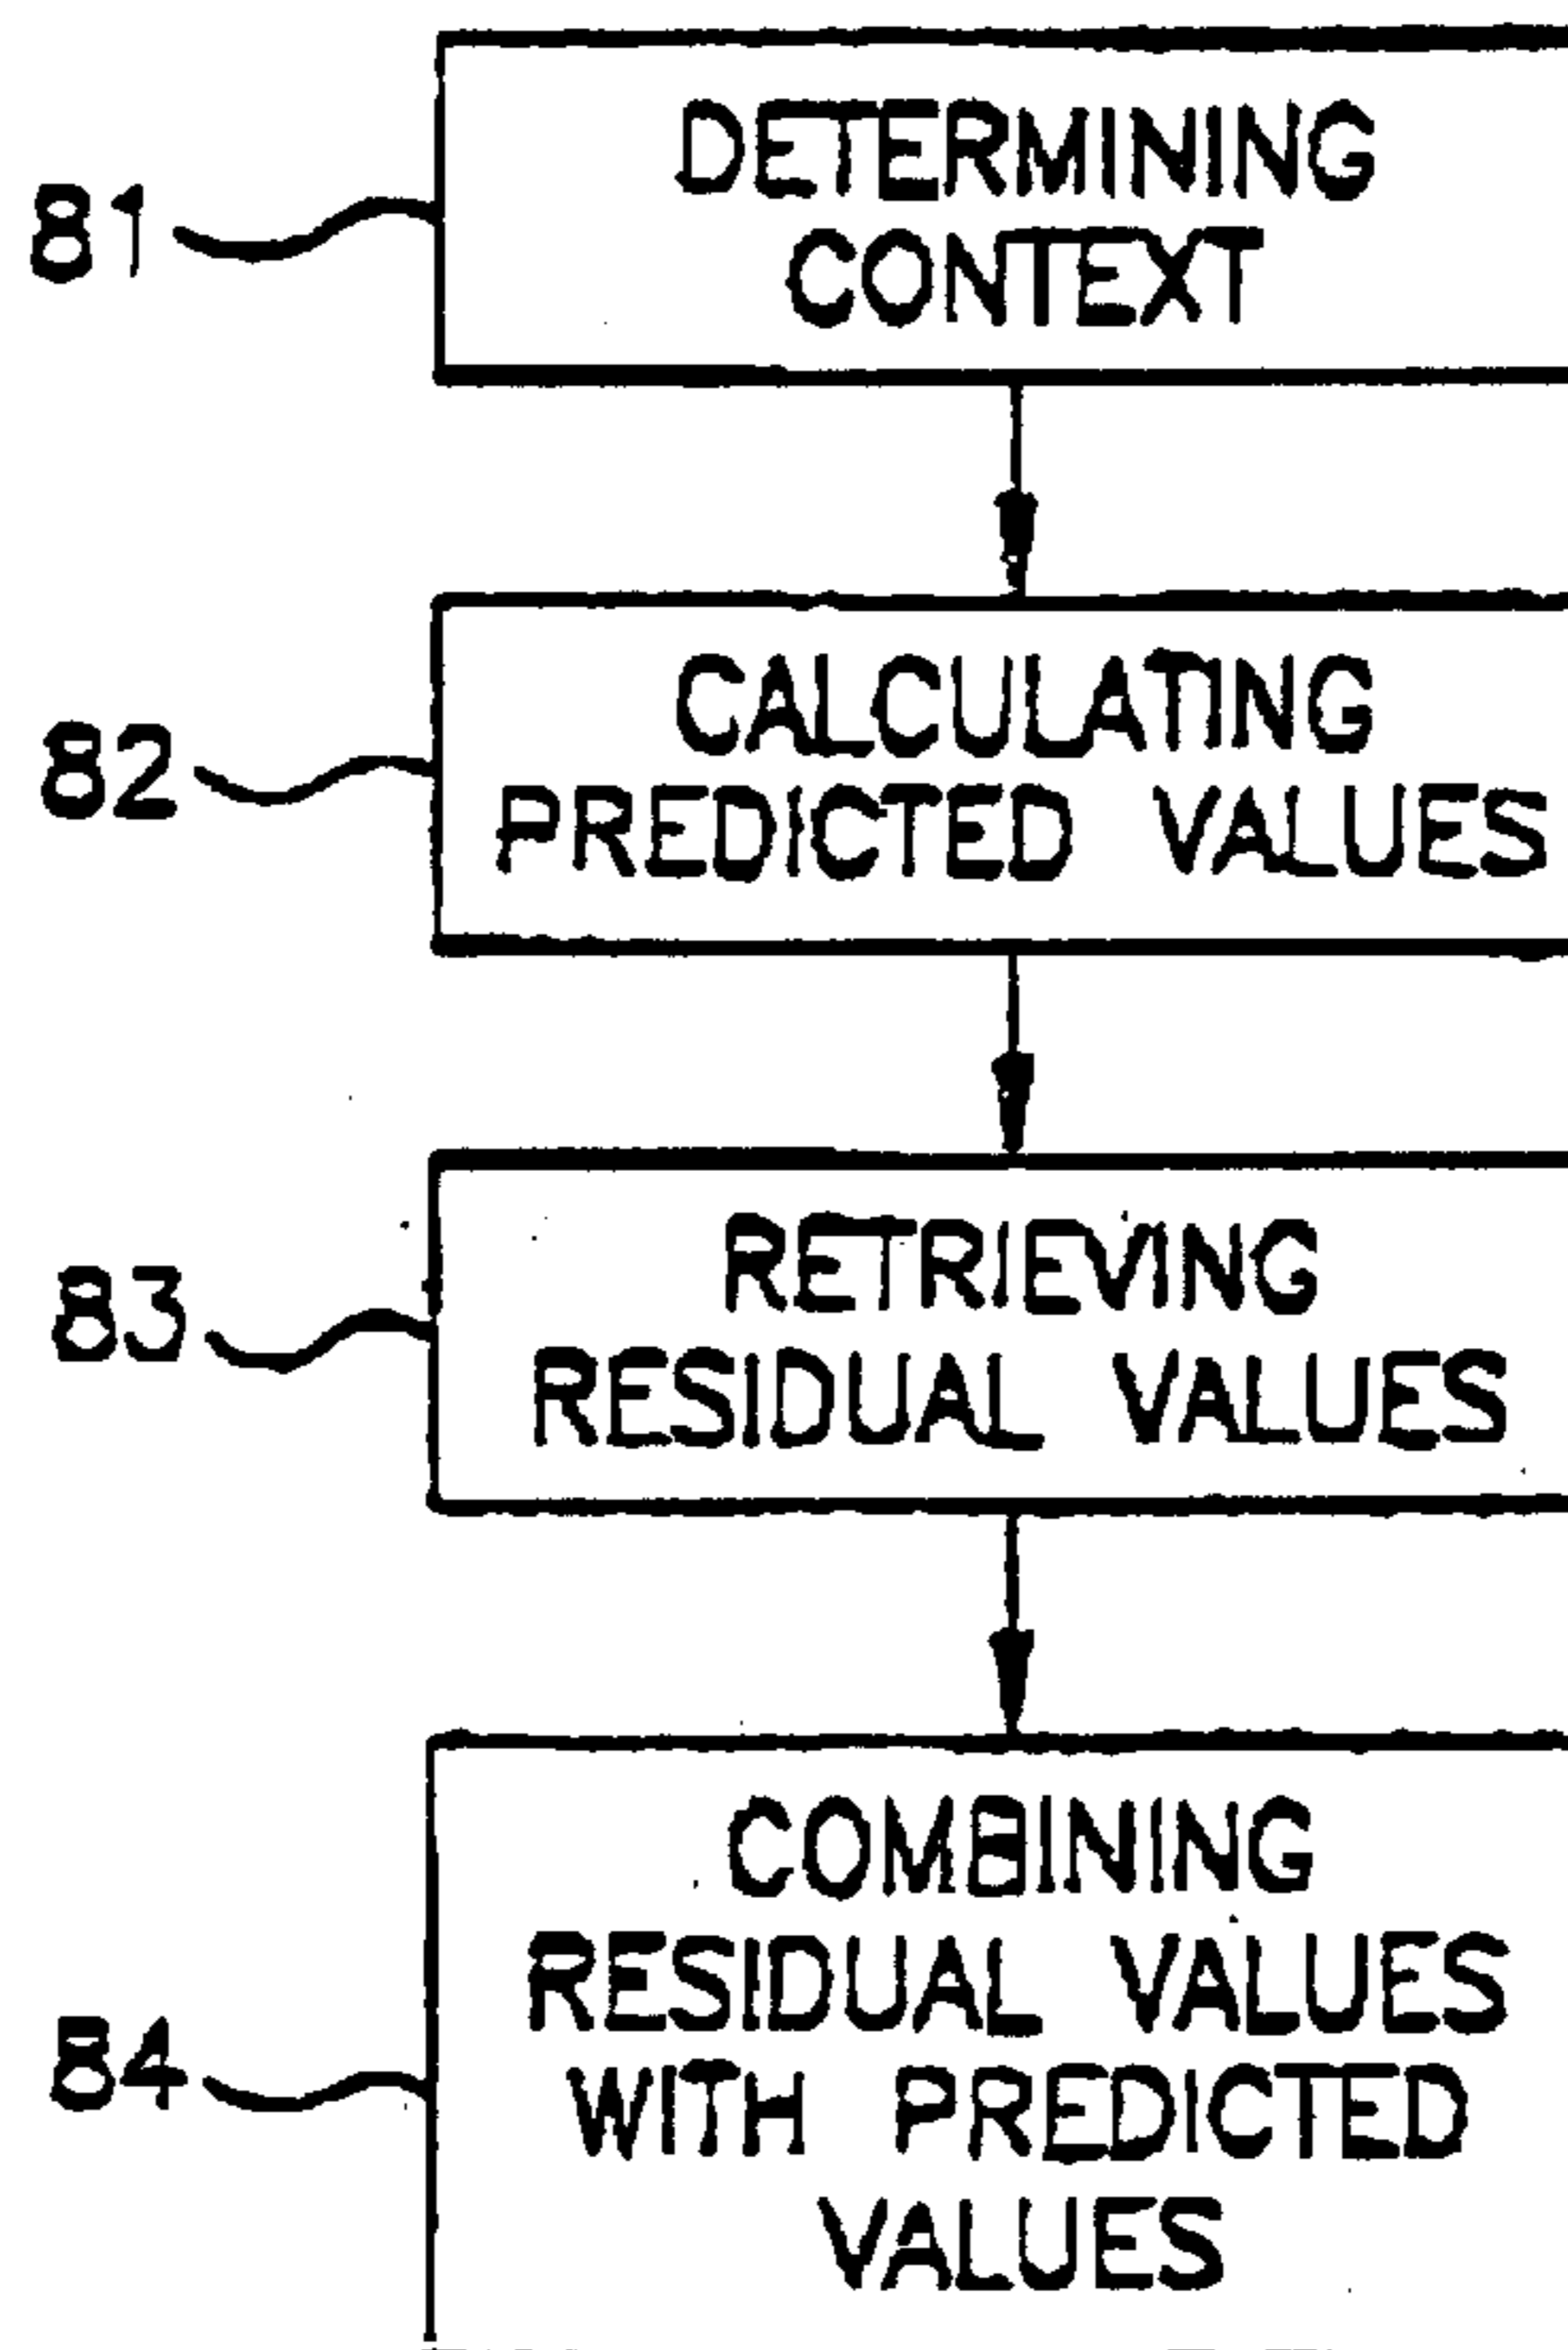 DETERMINING
81
CONTEXT
CALCULATING
82
PREDICTED VALUES
RETRIEVING
83
RESIDUAL VALUES
COMBINING
RESIDUAL VALUES
84
WITH PREDICTED
VALUES